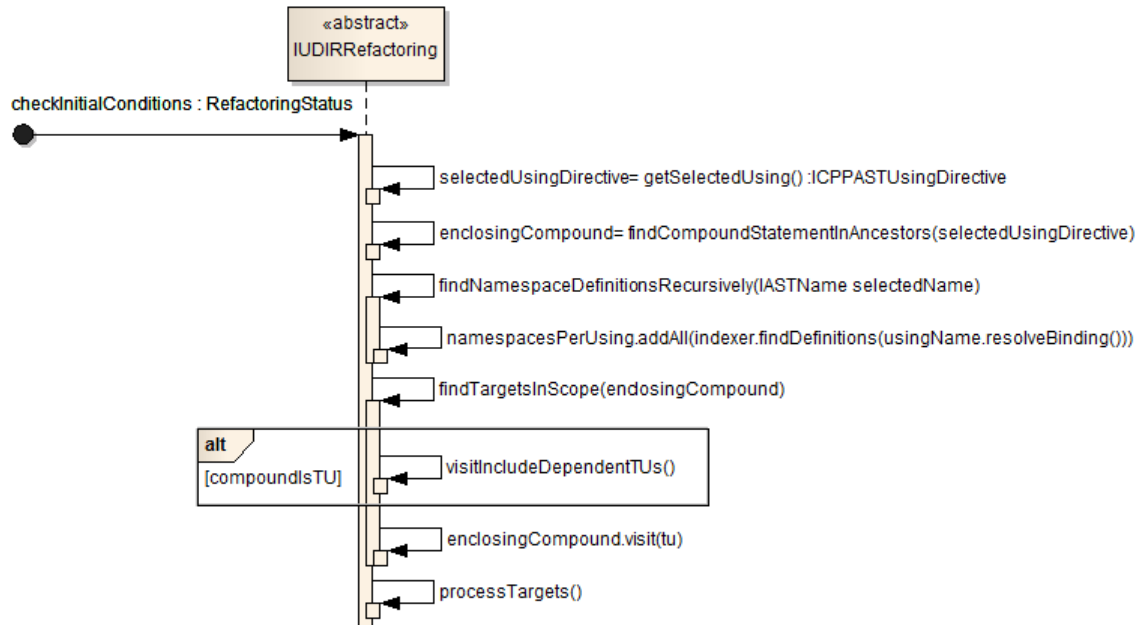 «abstract»
IUDIRRefactoring
checkInitialConditions : RefactoringStatus
selectedUsingDirective= getSelectedUsing() :ICPPASTUsingDirective
enclosingCompound= findCompoundStatementInAncestors(selectedUsingDirective)
findNamespaceDefinitionsRecursively(IASTName selectedName)
namespacesPerUsing.addAll(indexer.findDefinitions(usingName.resolveBinding()))
findTargetsInScope(enclosingCompound)
alt
[compoundIsTU]
visitIncludeDependentTUs()
enclosingCompound.visit(tu)
processTargets()